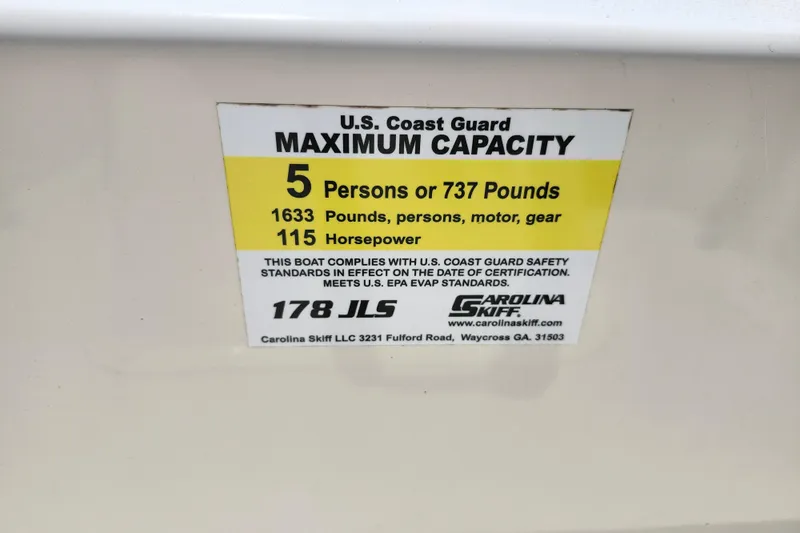 U.S. Coast Guard
MAXIMUM CAPACITY
5 Persons or 737 Pounds
1633 Pounds, persons, motor, gear
115 Horsepower
THIS BOAT COMPLIES WITH U.S. COAST GUARD SAFETY
STANDARDS IN EFFECT ON THE DATE OF CERTIFICATION.
MEETS U.S. EPA EVAP STANDARDS.
178 JLS
CAROLINA
SKIFF.
www.carolinaskiff.com
Carolina Skiff LLC 3231 Fulford Road, Waycross GA. 31503